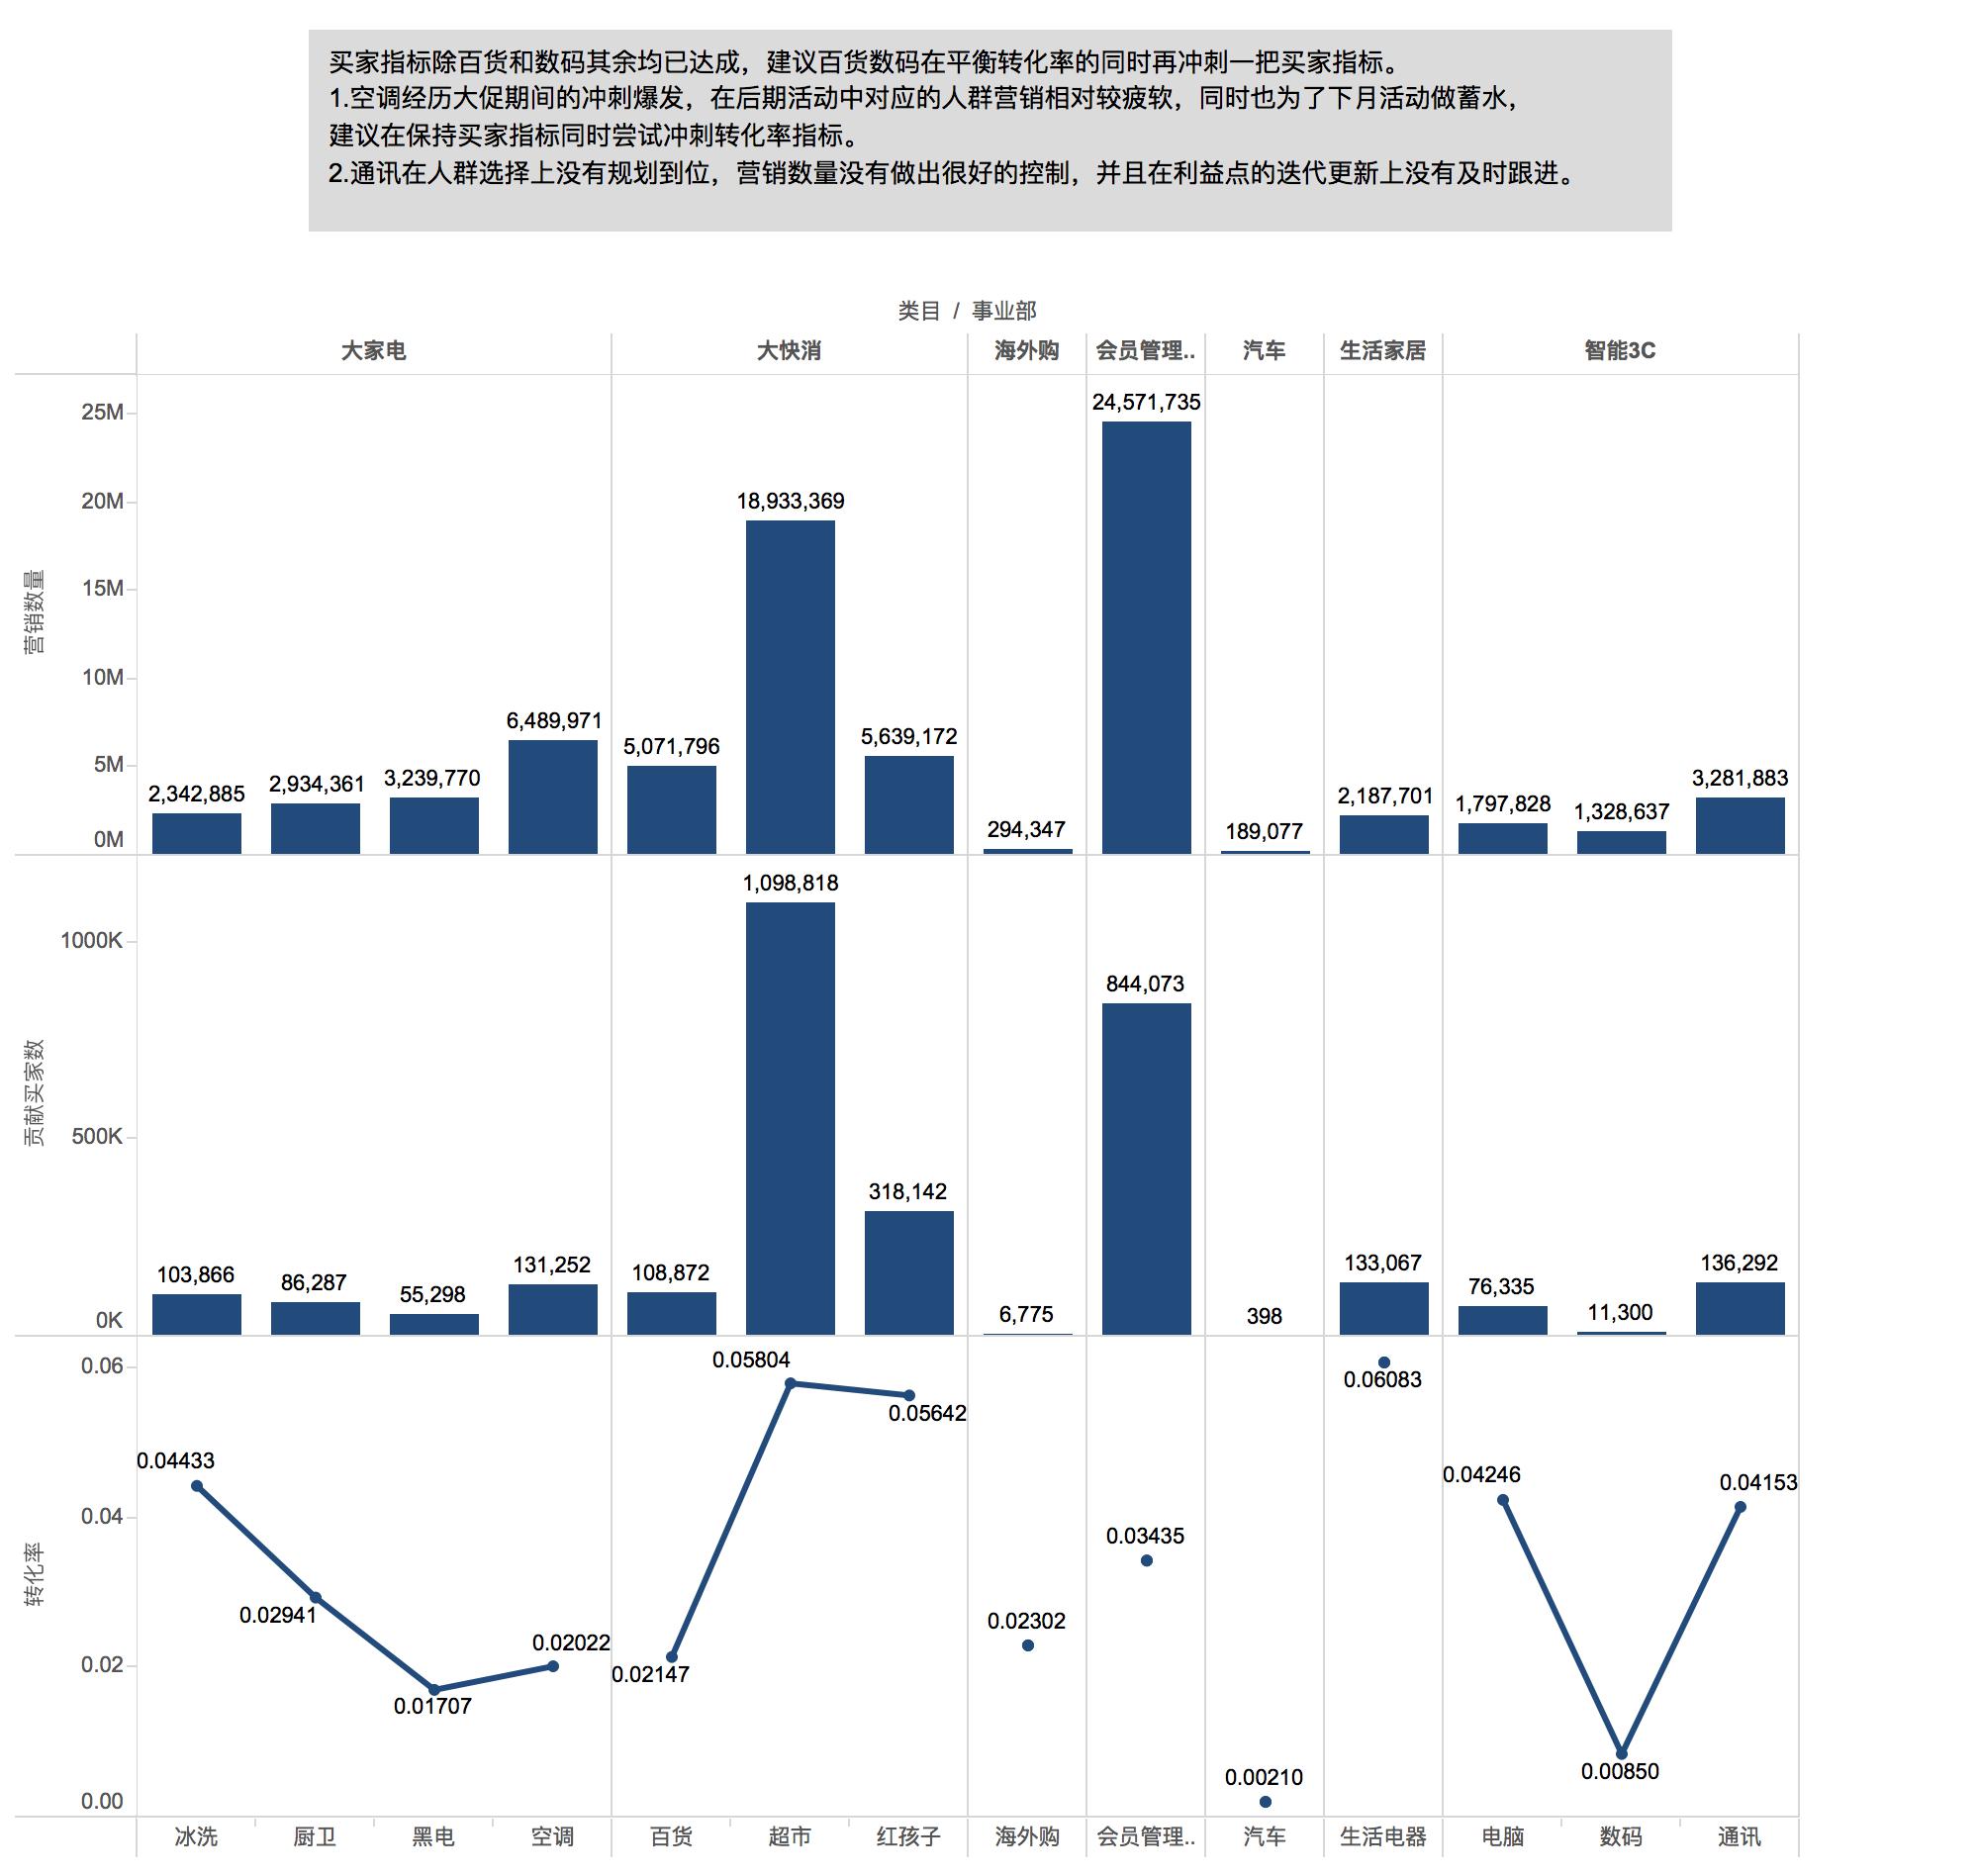 买家指标除百货和数码其余均已达成，建议百货数码在平衡转化率的同时再冲刺一把买家指标。
1.空调经历大促期间的冲刺爆发，在后期活动中对应的人群营销相对较疲软，同时也为了下月活动做蓄水，
建议在保持买家指标同时尝试冲刺转化率指标。
2.通讯在人群选择上没有规划到位，营销数量没有做出很好的控制，并且在利益点的迭代更新上没有及时跟进。
类目 / 事业部
大家电 大快消 海外购 会员管理.. 汽车 生活家居 智能3C
营销数量
25M
20M
15M
10M
5M
0M
2,342,885
2,934,361
3,239,770
6,489,971
5,071,796
18,933,369
5,639,172
294,347
24,571,735
189,077
2,187,701
1,797,828
1,328,637
3,281,883
贡献买家数
1000K
500K
0K
103,866
86,287
55,298
131,252
108,872
1,098,818
318,142
6,775
844,073
398
133,067
76,335
11,300
136,292
转化率
0.06
0.04
0.02
0.00
0.04433
0.02941
0.01707
0.02022
0.02147
0.05804
0.05642
0.02302
0.03435
0.00210
0.06083
0.04246
0.00850
0.04153
冰洗 厨卫 黑电 空调 百货 超市 红孩子 海外购 会员管理.. 汽车 生活电器 电脑 数码 通讯